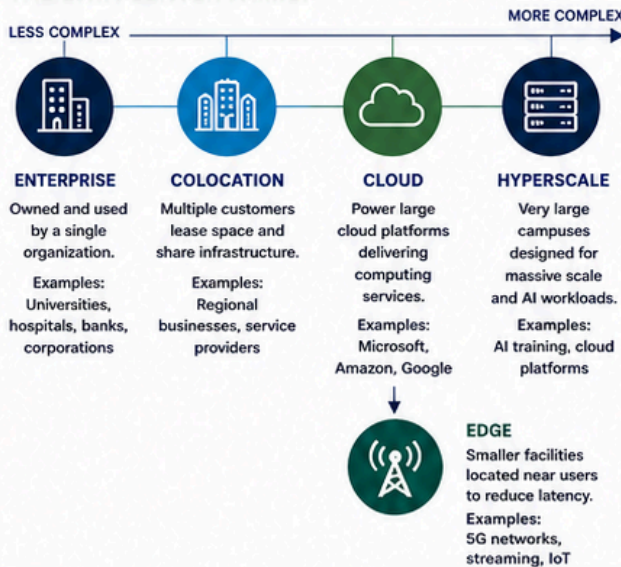 MORE COMPLEX
LESS COMPLEX
ENTERPRISE
Owned and used
by a single
organization.
Examples:
Universities,
hospitals, banks,
corporations
COLOCATION
Multiple customers
lease space and
share infrastructure.
Examples:
Regional
businesses, service
providers
CLOUD
Power large
cloud platforms
delivering
computing
services.
Examples:
Microsoft,
Amazon, Google
HYPERSCALE
Very large
campuses
designed for
massive scale
and AI workloads.
Examples:
AI training, cloud
platforms
EDGE
Smaller facilities
located near users
to reduce latency.
Examples:
5G networks,
streaming, IoT